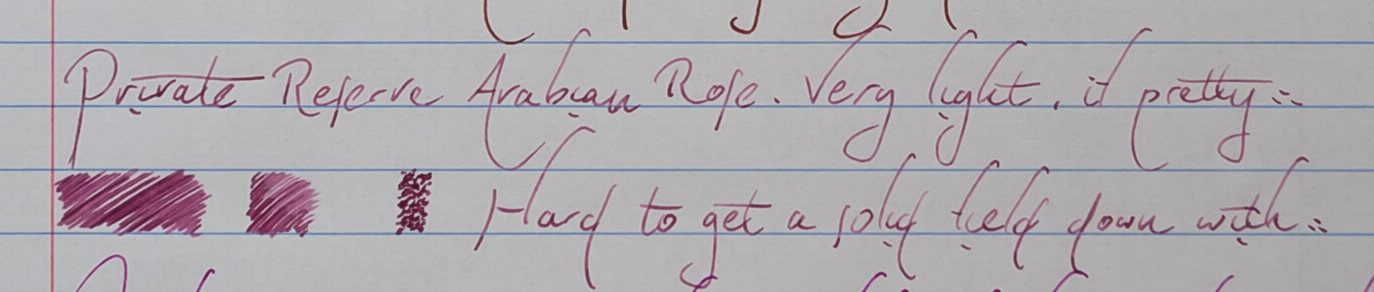 Private Reserve Arabian Rose. Very light, if pretty :-
Hard to get a solid field down with :-